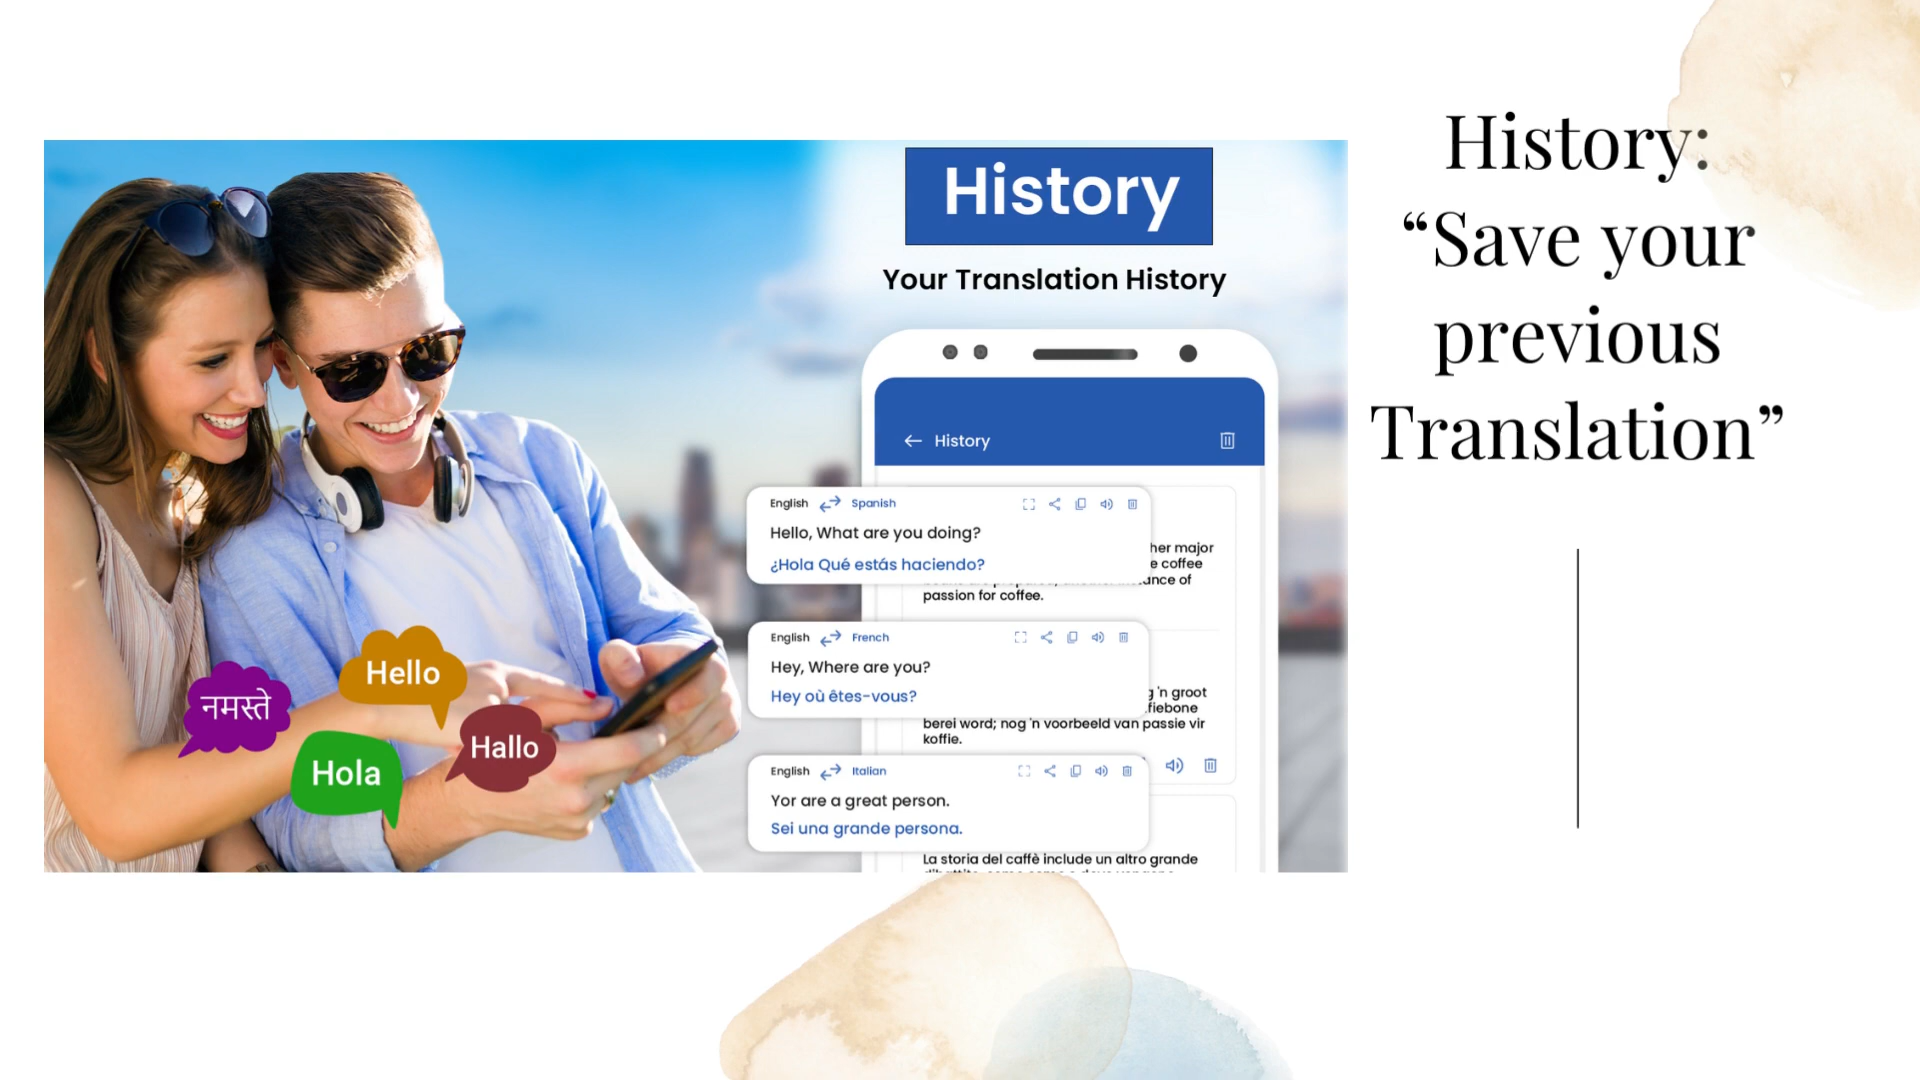 History
Your Translation History
History
English Spanish
Hello, What are you doing?
¿Hola Qué estás haciendo?
her major
e coffee
ance of
passion for coffee.
English French
Hey, Where are you?
Hey où êtes-vous?
g 'n groot
fiebone
berei word; nog 'n voorbeeld van passie vir
koffie.
English Italian
Yor are a great person.
Sei una grande persona.
La storia del caffè include un altro grande
नमस्ते
Hello
Hola
Hallo
History:
“Save your
previous
Translation”